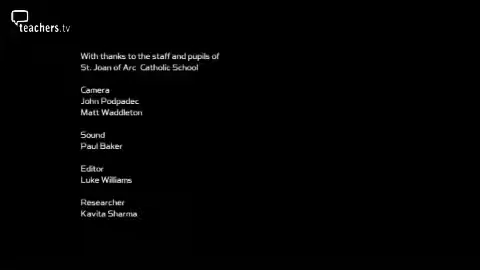 teachers.tv
With thanks to the staff and pupils of
St. Joan of Arc Catholic School
Camera
John Podpadec
Matt Waddleton
Sound
Paul Baker
Editor
Luke Williams
Researcher
Kavita Sharma